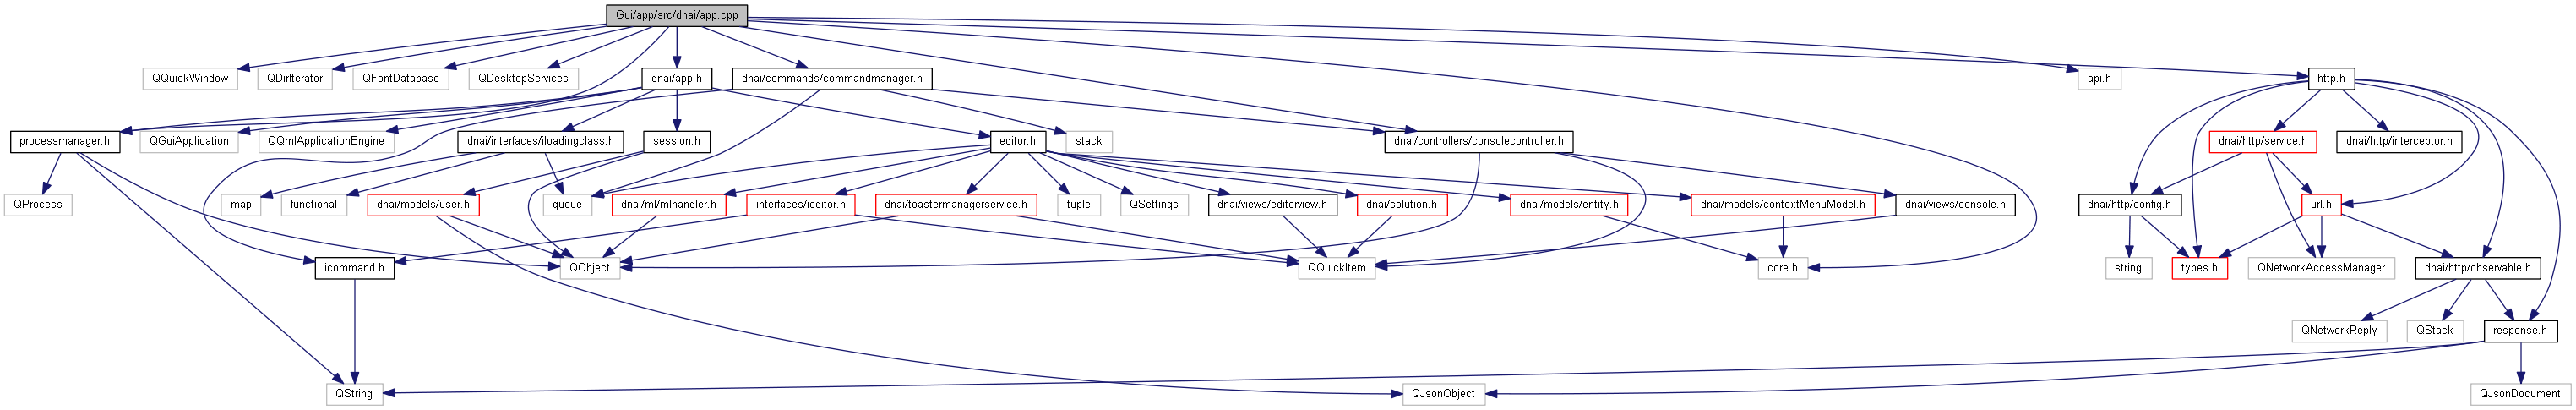 Gui/app/src/dnai/app.cpp
QQuickWindow
QDirIterator
QFontDatabase
QDesktopServices
dnai/app.h
dnai/commands/commandmanager.h
api.h
http.h
processmanager.h
QGuiApplication
QQmlApplicationEngine
dnai/interfaces/iloadingclass.h
session.h
editor.h
stack
dnai/controllers/consolecontroller.h
dnai/http/service.h
dnai/http/interceptor.h
QProcess
map
functional
dnai/models/user.h
queue
dnai/ml/mlhandler.h
interfaces/ieditor.h
dnai/toastermanagerservice.h
tuple
QSettings
dnai/views/editorview.h
dnai/solution.h
dnai/models/entity.h
dnai/models/contextMenuModel.h
dnai/views/console.h
dnai/http/config.h
url.h
icommand.h
QObject
QQuickItem
core.h
string
types.h
QNetworkAccessManager
dnai/http/observable.h
QNetworkReply
QStack
response.h
QString
QJsonObject
QJsonDocument